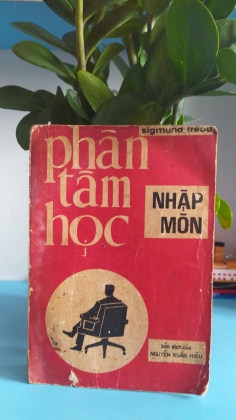 sigmund freud
phân
tâm
học
NHẬP
MÔN
bản dịch của
NGUYỄN XUÂN HIẾU